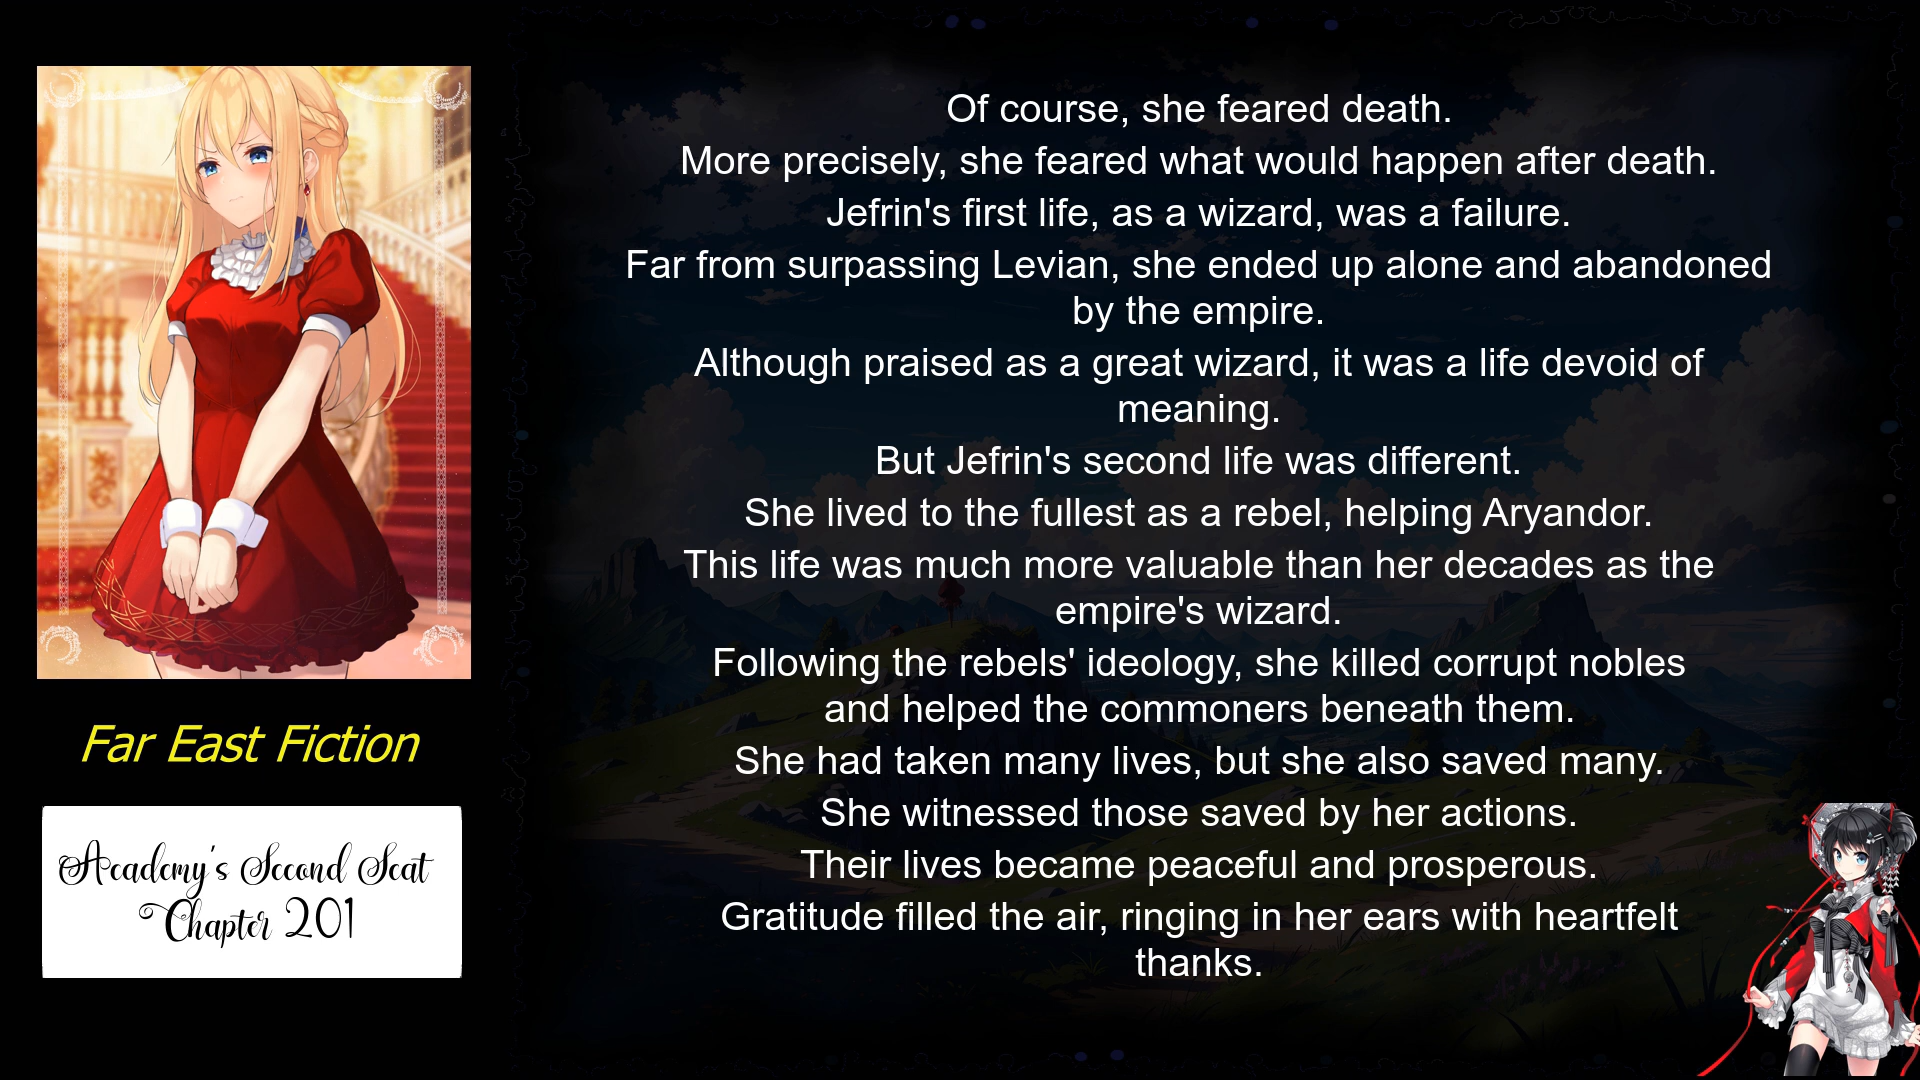 Of course, she feared death.
More precisely, she feared what would happen after death.
Jefrin's first life, as a wizard, was a failure.
Far from surpassing Levian, she ended up alone and abandoned
by the empire.
Although praised as a great wizard, it was a life devoid of
meaning.
But Jefrin's second life was different.
She lived to the fullest as a rebel, helping Aryandor.
This life was much more valuable than her decades as the
empire's wizard.
Following the rebels' ideology, she killed corrupt nobles
and helped the commoners beneath them.
She had taken many lives, but she also saved many.
She witnessed those saved by her actions.
Their lives became peaceful and prosperous.
Gratitude filled the air, ringing in her ears with heartfelt
thanks.
Far East Fiction
Academy's Second Seat
Chapter 201